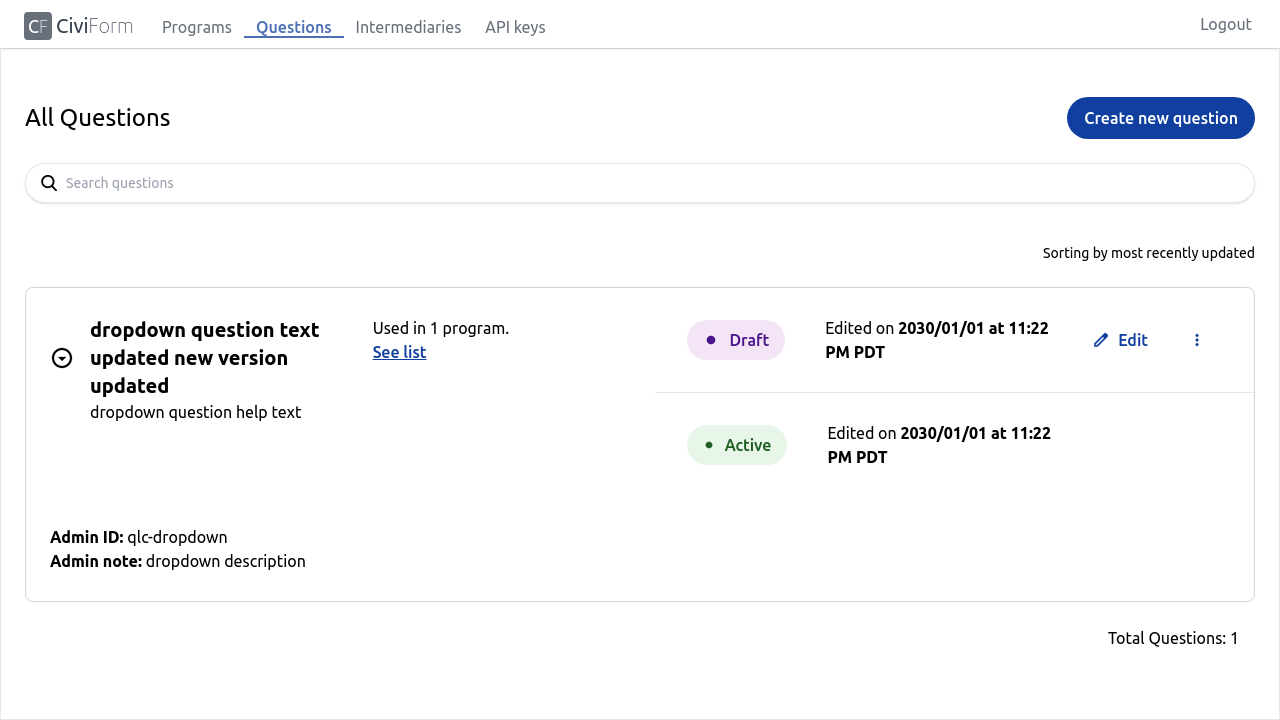 CF CiviForm Programs Questions Intermediaries API keys Logout
All Questions
Create new question
Search questions
Sorting by most recently updated
dropdown question text
updated new version
updated
dropdown question help text
Used in 1 program.
See list
Draft
Edited on 2030/01/01 at 11:22
PM PDT
Edit
Active
Edited on 2030/01/01 at 11:22
PM PDT
Admin ID: qlc-dropdown
Admin note: dropdown description
Total Questions: 1